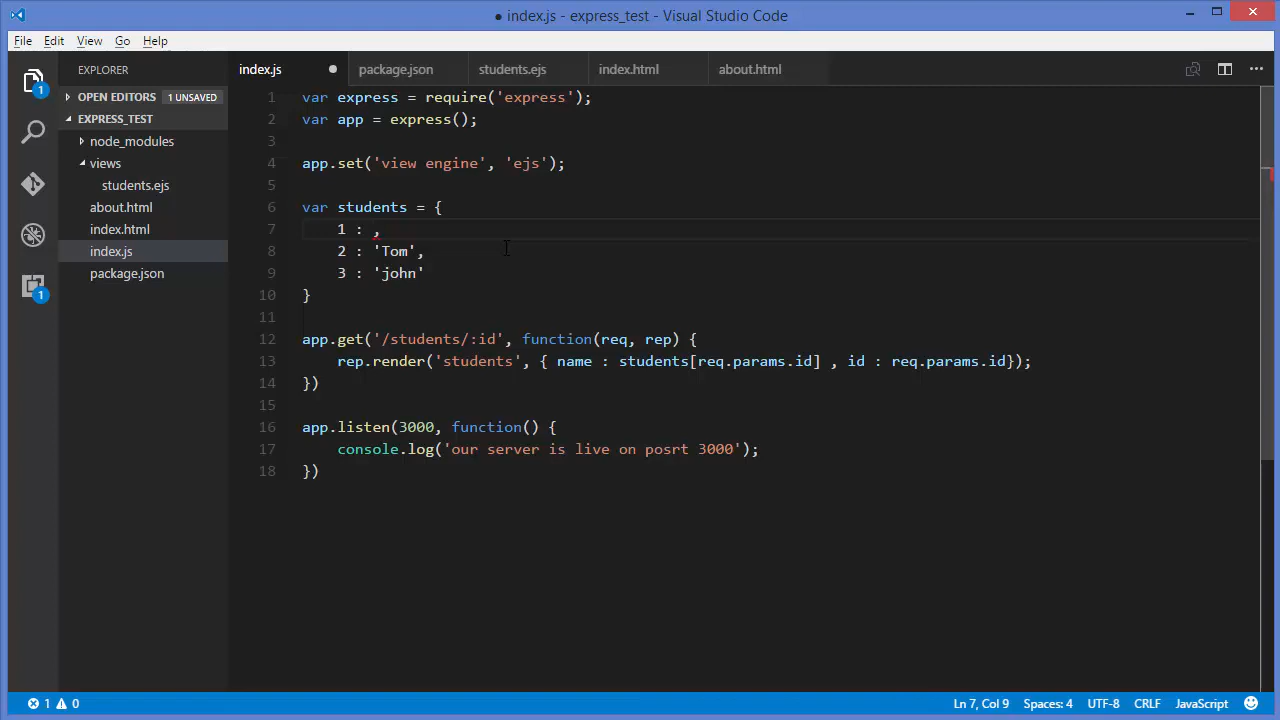 ● index.js - express_test - Visual Studio Code
File Edit View Go Help
EXPLORER
index.js ● package.json students.ejs index.html about.html
OPEN EDITORS 1 UNSAVED
EXPRESS_TEST
node_modules
views
students.ejs
about.html
index.html
index.js
package.json
1
1
1 var express = require('express');
2 var app = express();
3
4 app.set('view engine', 'ejs');
5
6 var students = {
7 1 : ,
8 2 : 'Tom',
9 3 : 'john'
10 }
11
12 app.get('/students/:id', function(req, rep) {
13 rep.render('students', { name : students[req.params.id] , id : req.params.id});
14 })
15
16 app.listen(3000, function() {
17 console.log('our server is live on posrt 3000');
18 })
1 0 Ln 7, Col 9 Spaces: 4 UTF-8 CRLF JavaScript